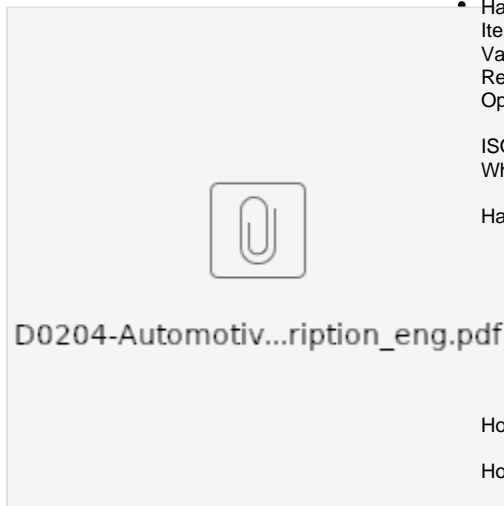 Ha
Ite
Va
Re
Op
ISO
Wh
Ha
D0204-Automotiv...ription_eng.pdf
Ho
Ho